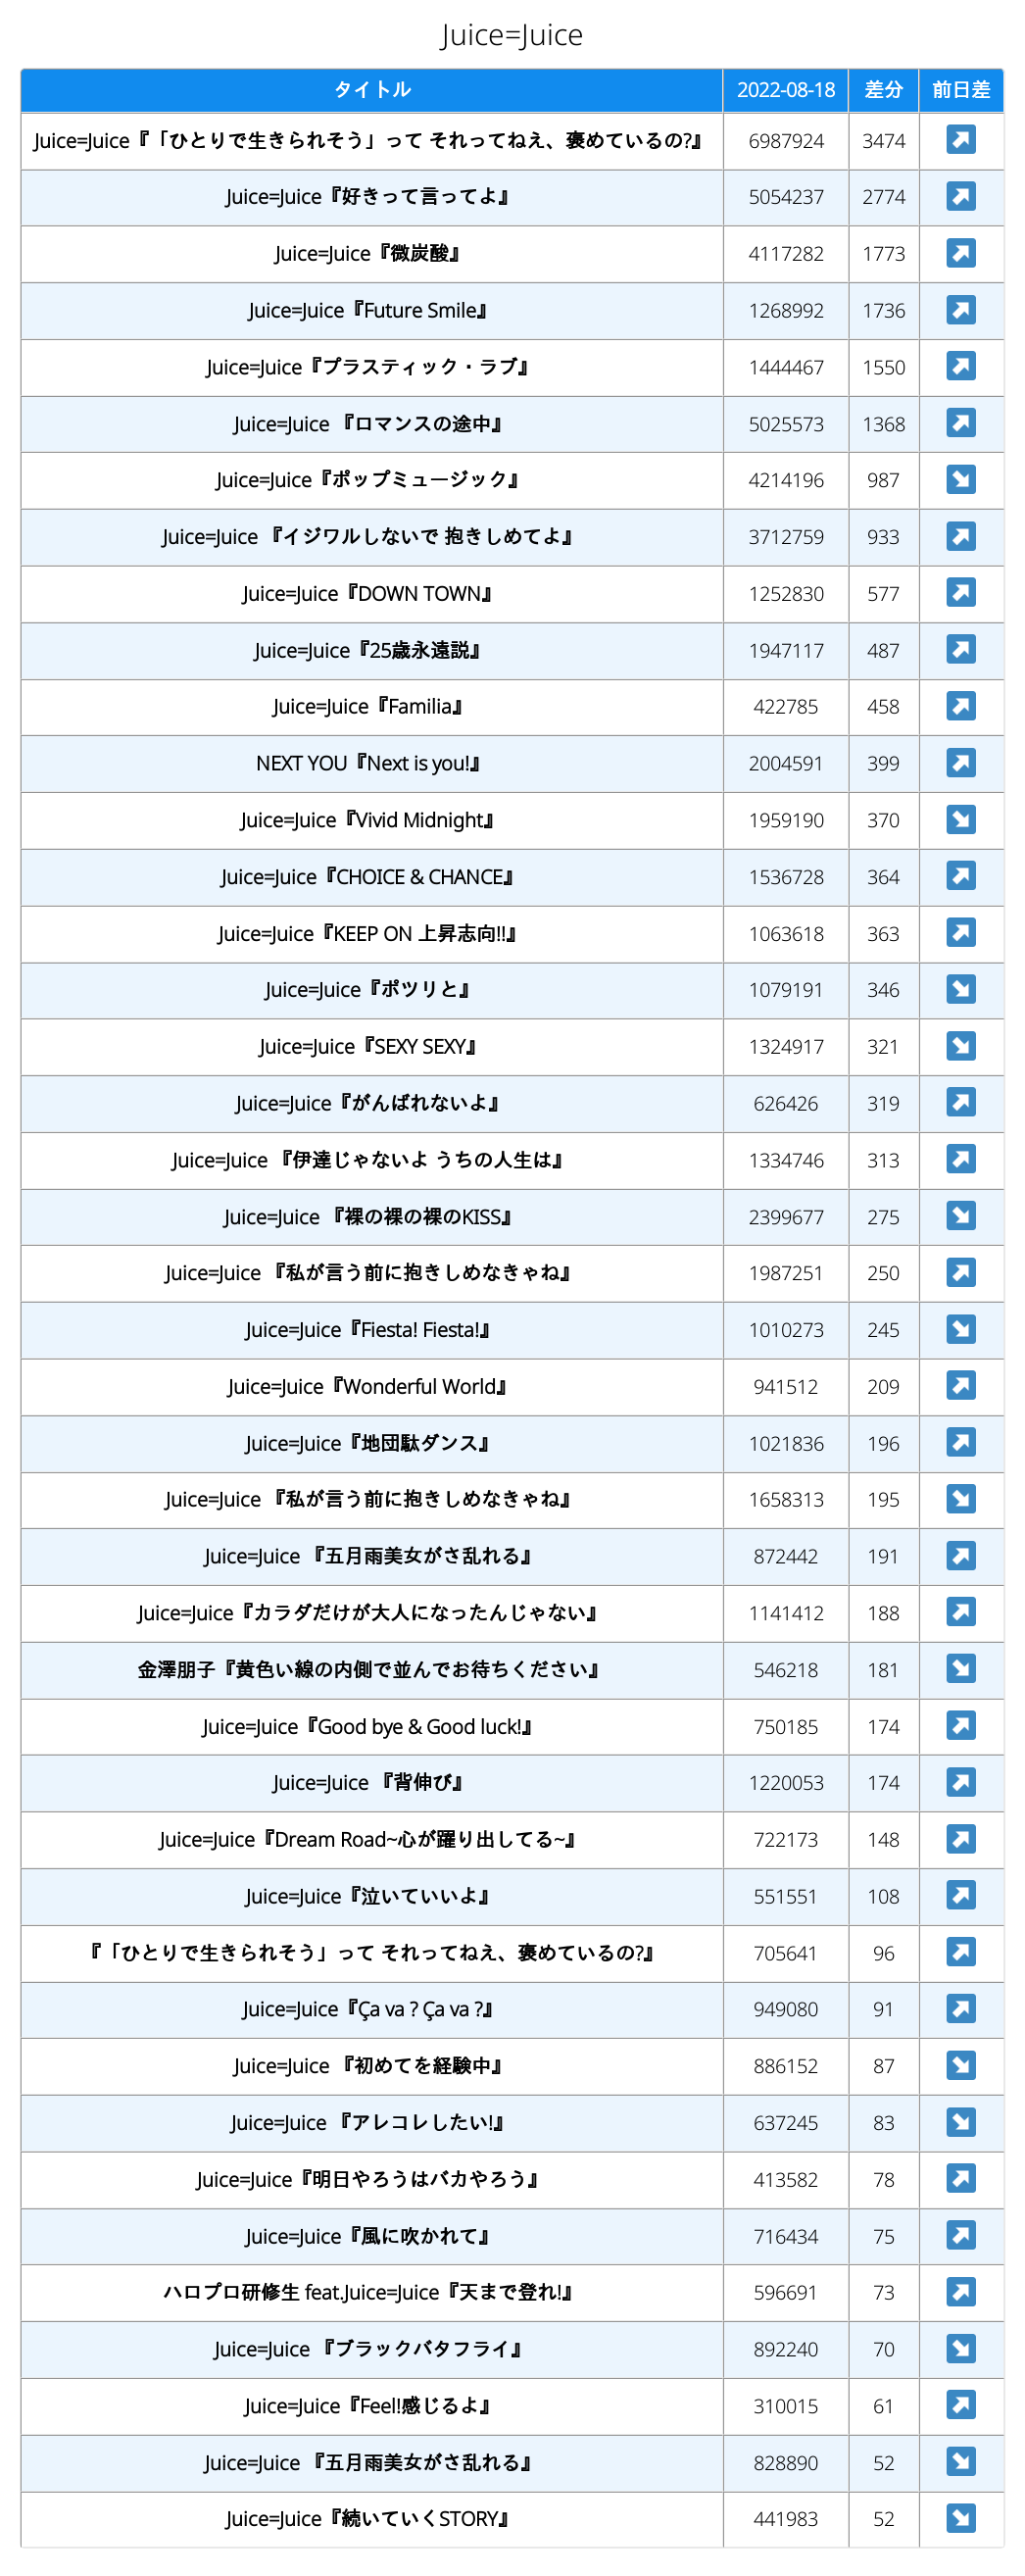 Juice=Juice
タイトル 2022-08-18 差分 前日差
Juice=Juice『「ひとりで生きられそう」って それってねえ、褒めているの?』 6987924 3474
Juice=Juice『好きって言ってよ』 5054237 2774
Juice=Juice『微炭酸』 4117282 1773
Juice=Juice『Future Smile』 1268992 1736
Juice=Juice『プラスティック・ラブ』 1444467 1550
Juice=Juice 『ロマンスの途中』 5025573 1368
Juice=Juice『ポップミュージック』 4214196 987
Juice=Juice 『イジワルしないで 抱きしめてよ』 3712759 933
Juice=Juice『DOWN TOWN』 1252830 577
Juice=Juice『25歳永遠説』 1947117 487
Juice=Juice『Familia』 422785 458
NEXT YOU『Next is you!』 2004591 399
Juice=Juice『Vivid Midnight』 1959190 370
Juice=Juice『CHOICE & CHANCE』 1536728 364
Juice=Juice『KEEP ON 上昇志向!!』 1063618 363
Juice=Juice『ポツリと』 1079191 346
Juice=Juice『SEXY SEXY』 1324917 321
Juice=Juice『がんばれないよ』 626426 319
Juice=Juice 『伊達じゃないよ うちの人生は』 1334746 313
Juice=Juice 『裸の裸の裸のKISS』 2399677 275
Juice=Juice 『私が言う前に抱きしめなきゃね』 1987251 250
Juice=Juice『Fiesta! Fiesta!』 1010273 245
Juice=Juice『Wonderful World』 941512 209
Juice=Juice『地団駄ダンス』 1021836 196
Juice=Juice 『私が言う前に抱きしめなきゃね』 1658313 195
Juice=Juice 『五月雨美女がさ乱れる』 872442 191
Juice=Juice『カラダだけが大人になったんじゃない』 1141412 188
金澤朋子『黄色い線の内側で並んでお待ちください』 546218 181
Juice=Juice『Good bye & Good luck!』 750185 174
Juice=Juice 『背伸び』 1220053 174
Juice=Juice『Dream Road~心が躍り出してる~』 722173 148
Juice=Juice『泣いていいよ』 551551 108
『「ひとりで生きられそう」って それってねえ、褒めているの?』 705641 96
Juice=Juice『Ça va ? Ça va ?』 949080 91
Juice=Juice 『初めてを経験中』 886152 87
Juice=Juice 『アレコレしたい!』 637245 83
Juice=Juice『明日やろうはバカやろう』 413582 78
Juice=Juice『風に吹かれて』 716434 75
ハロプロ研修生 feat.Juice=Juice『天まで登れ!』 596691 73
Juice=Juice 『ブラックバタフライ』 892240 70
Juice=Juice『Feel!感じるよ』 310015 61
Juice=Juice 『五月雨美女がさ乱れる』 828890 52
Juice=Juice『続いていくSTORY』 441983 52